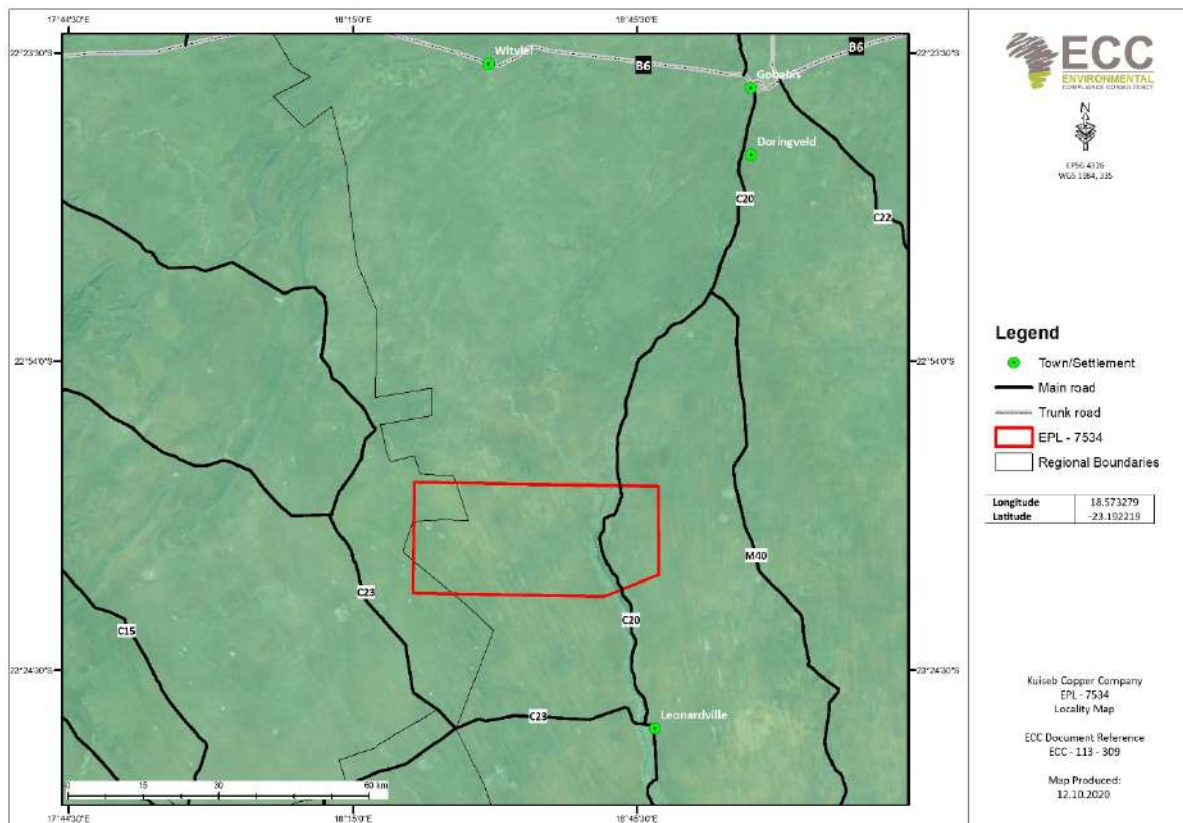 17°44'30"E
18°15'0"E
18°45'30"E
22°23'30"S
22°23'30"S
Witvlei
B6
B6
Gobabis
Doringveld
C20
C22
22°54'0"S
22°54'0"S
C23
M40
C15
C20
23°24'30"S
23°24'30"S
C23
Leonardville
0 15 30 60 km
17°44'30"E
18°15'0"E
18°45'30"E
ECC
ENVIRONMENTAL
COMPLIANCE CONSULTANCY
N
EPSG 4326
WGS 1984, 33S
Legend
Town/Settlement
Main road
Trunk road
EPL - 7534
Regional Boundaries
Longitude 18.573279
Latitude -23.192219
Kuiseb Copper Company
EPL - 7534
Locality Map
ECC Document Reference
ECC - 113 - 309
Map Produced:
12.10.2020